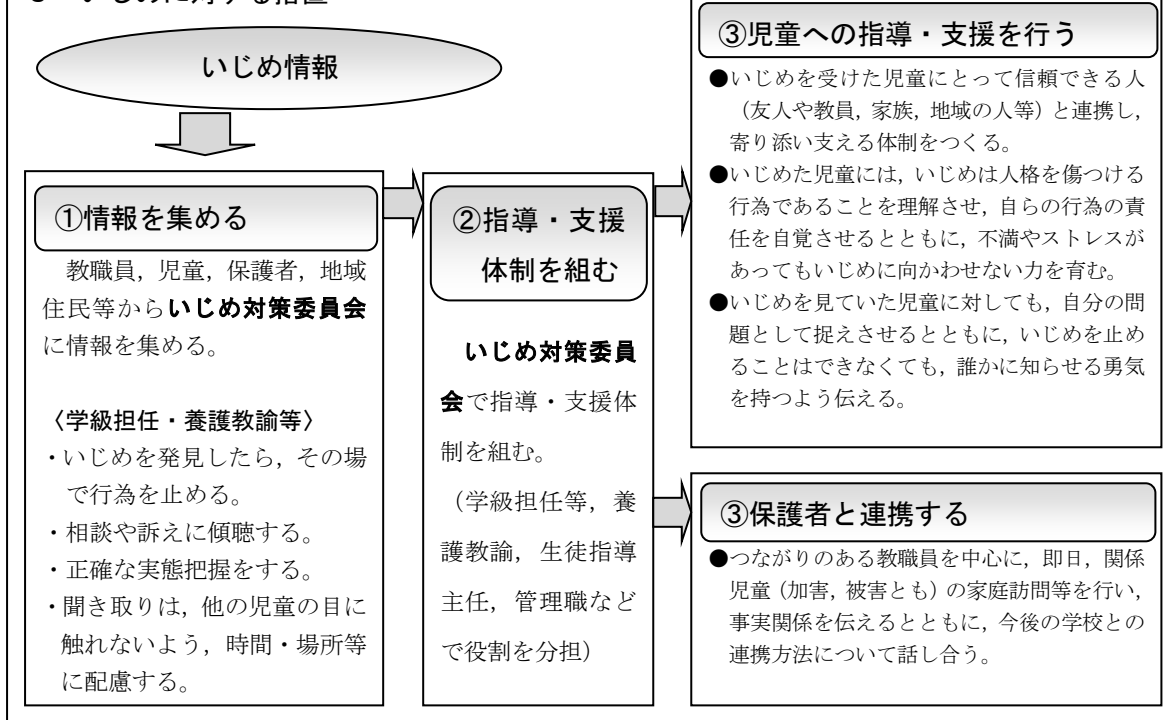 いじめに対する措置
いじめ情報
①情報を集める
教職員，児童，保護者，地域
住民等からいじめ対策委員会
に情報を集める。
〈学級担任・養護教諭等〉
・いじめを発見したら，その場
で行為を止める。
・相談や訴えに傾聴する。
・正確な実態把握をする。
・聞き取りは，他の児童の目に
触れないよう，時間・場所等
に配慮する。
②指導・支援
体制を組む
いじめ対策委員
会で指導・支援体
制を組む。
（学級担任等，養
護教諭，生徒指導
主任，管理職など
で役割を分担）
③児童への指導・支援を行う
●いじめを受けた児童にとって信頼できる人
（友人や教員，家族，地域の人等）と連携し，
寄り添い支える体制をつくる。
●いじめた児童には，いじめは人格を傷つける
行為であることを理解させ，自らの行為の責
任を自覚させるとともに，不満やストレスが
あってもいじめに向かわせない力を育む。
●いじめを見ていた児童に対しても，自分の問
題として捉えさせるとともに，いじめを止め
ることはできなくても，誰かに知らせる勇気
を持つよう伝える。
③保護者と連携する
●つながりのある教職員を中心に，即日，関係
児童（加害，被害とも）の家庭訪問等を行い，
事実関係を伝えるとともに，今後の学校との
連携方法について話し合う。